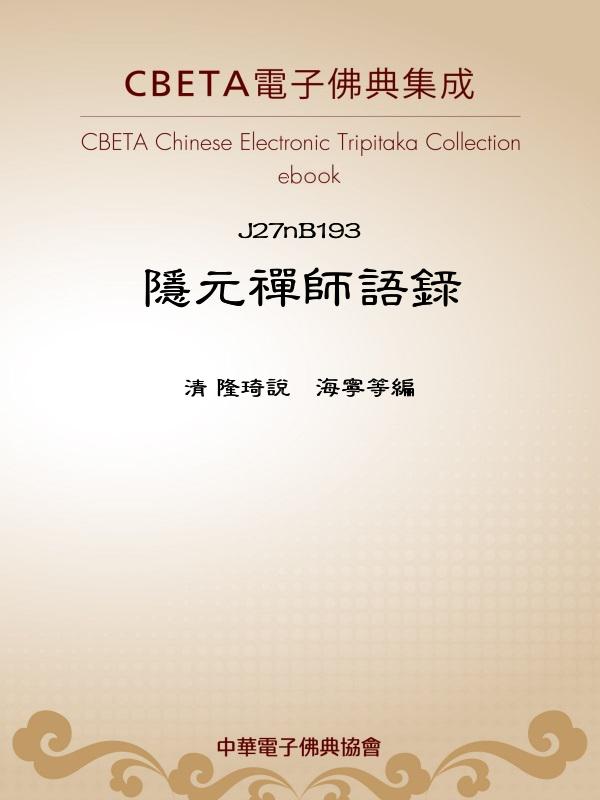 CBETA電子佛典集成
CBETA Chinese Electronic Tripitaka Collection
ebook
J27nB193
隱元禪師語錄
清 隆琦說　海寧等編
中華電子佛典協會